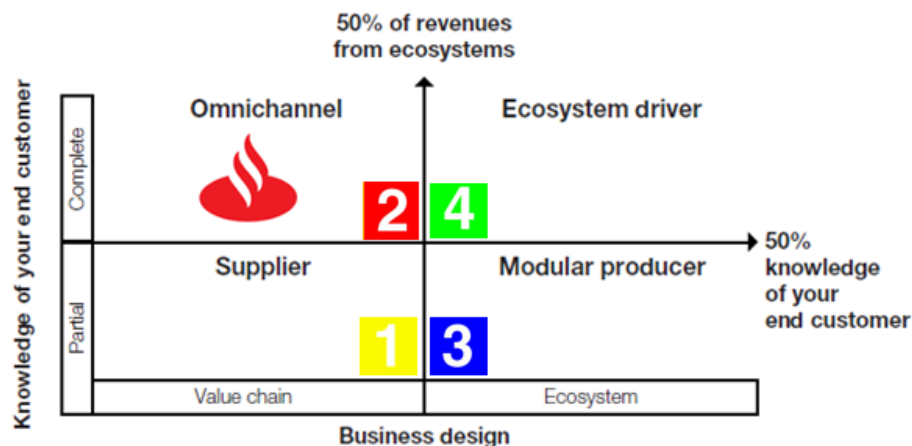 50% of revenues
from ecosystems
Knowledge of your end customer
Complete
Partial
Omnichannel
Ecosystem driver
2
4
Supplier
Modular producer
50%
knowledge
of your
end customer
1
3
Value chain
Ecosystem
Business design